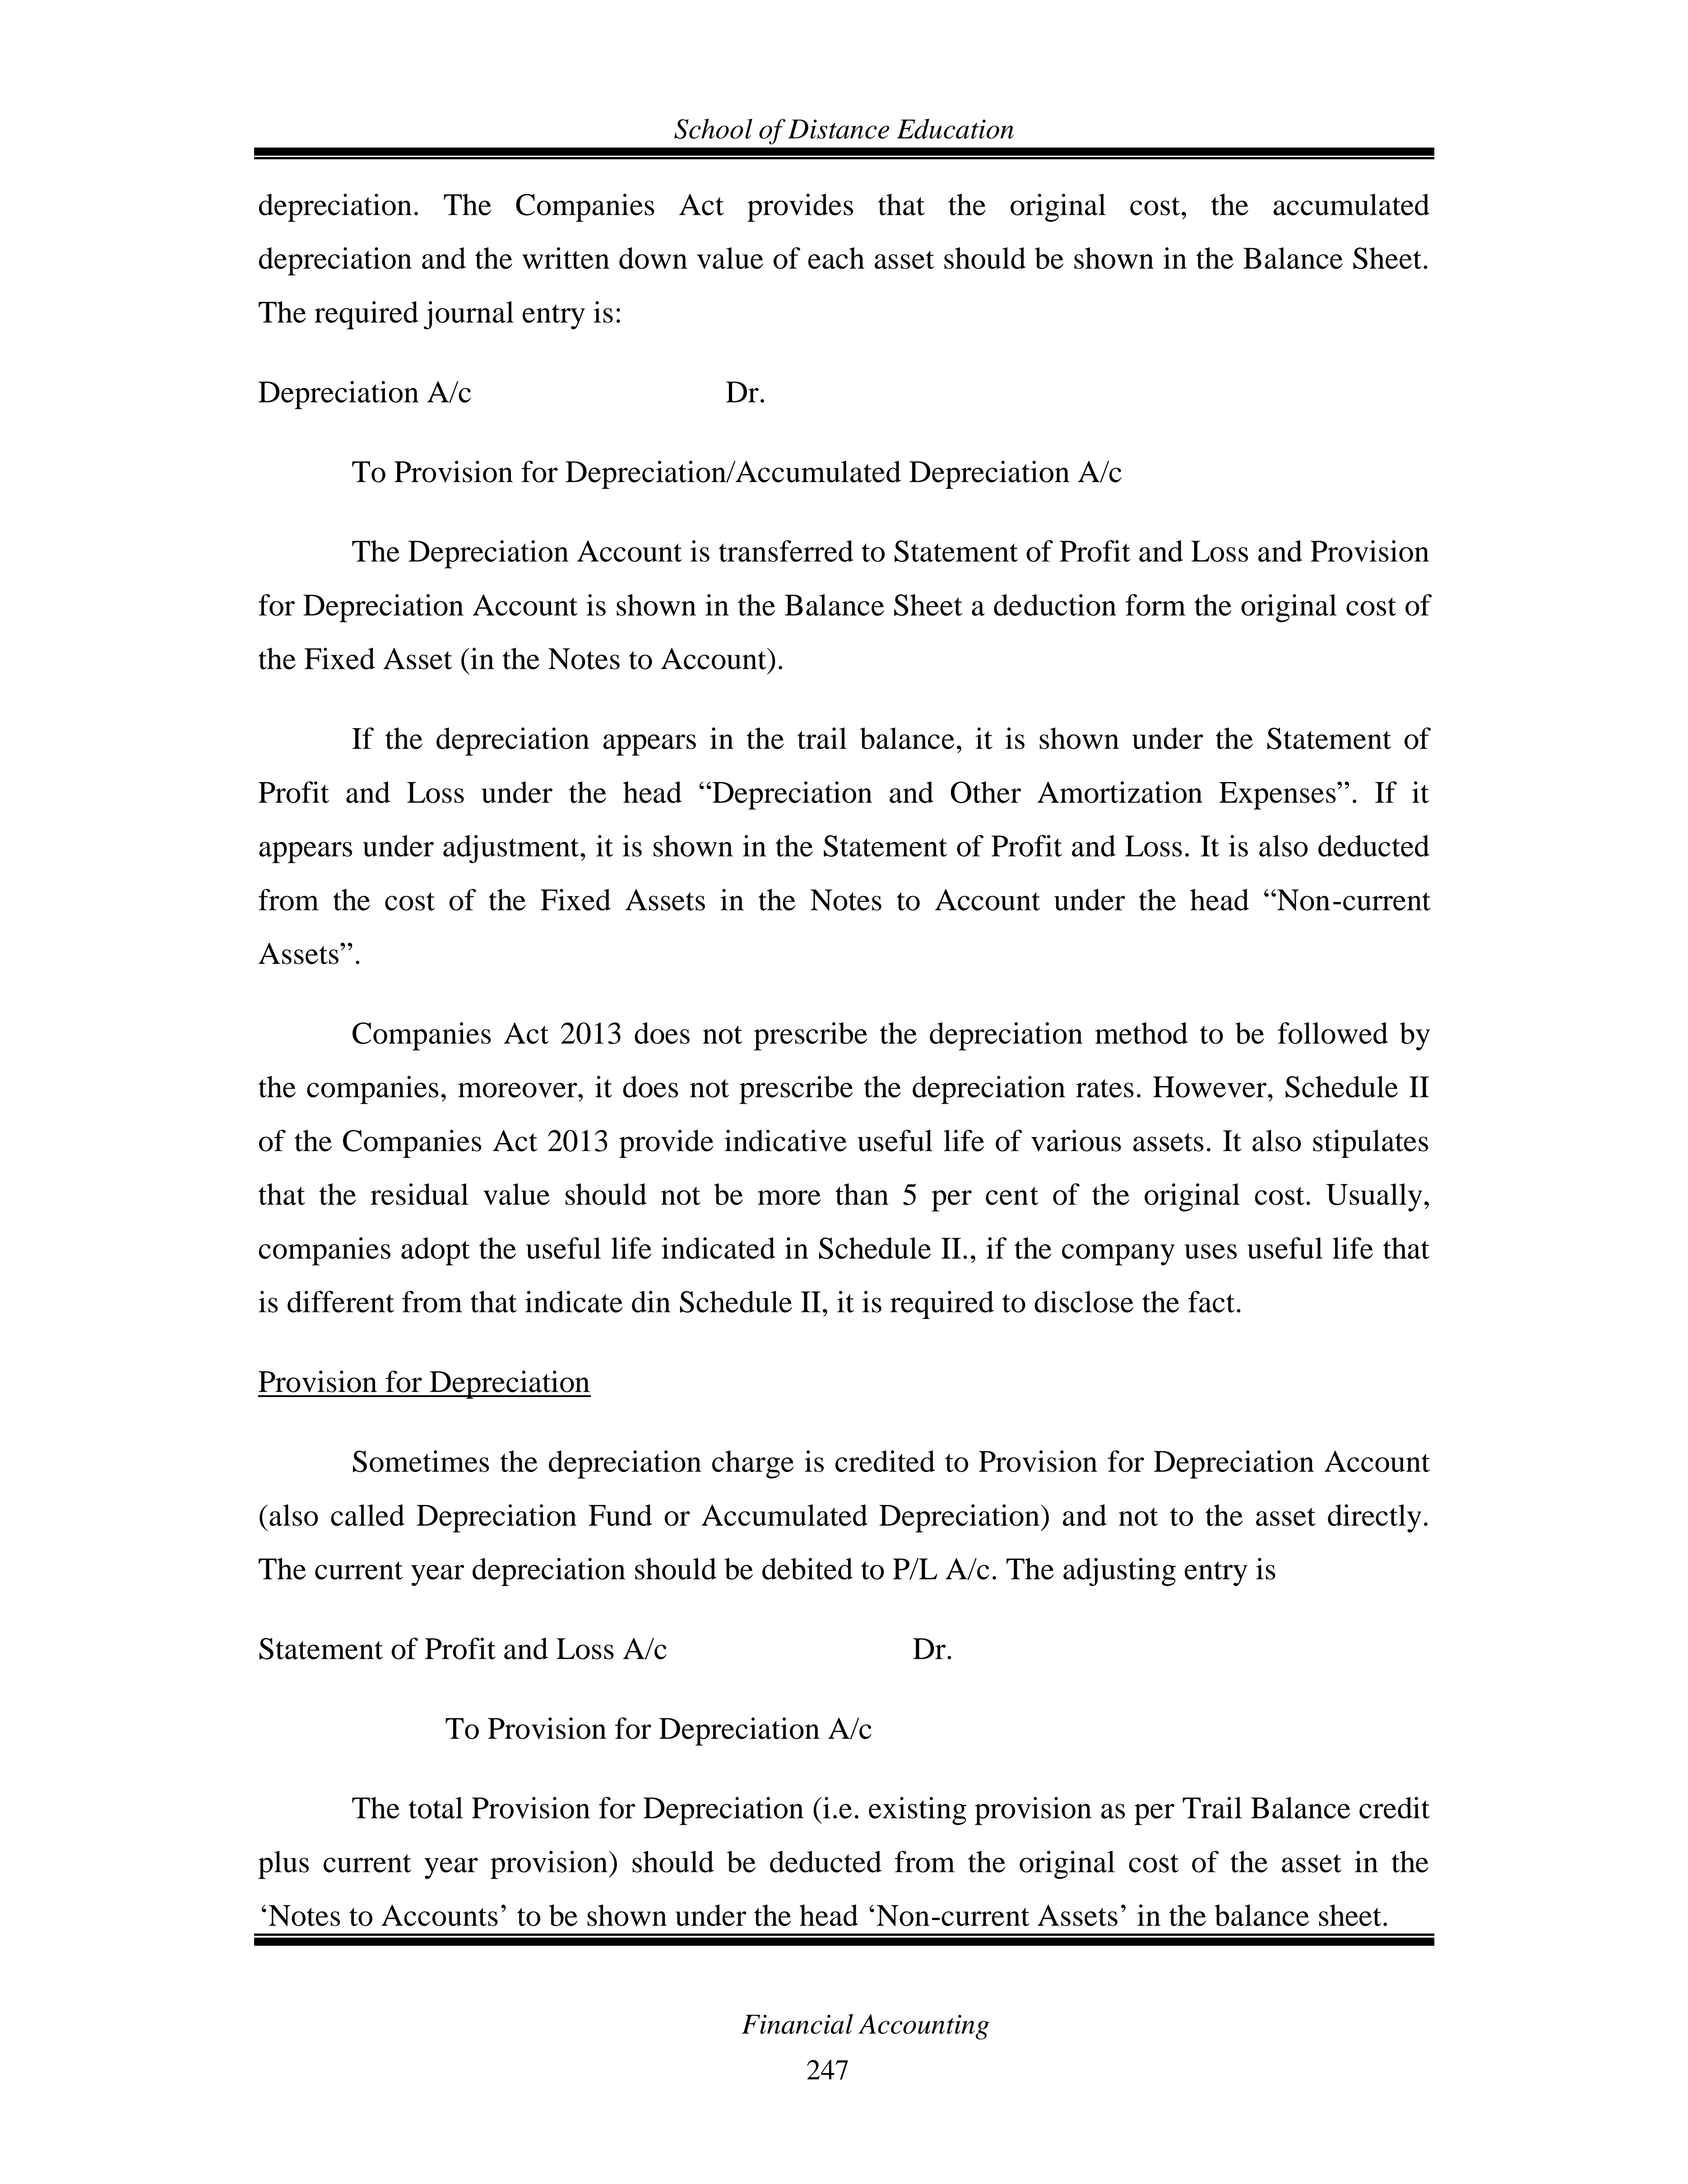 School of Distance Education
depreciation. The Companies Act provides that the original cost, the accumulated
depreciation and the written down value of each asset should be shown in the Balance Sheet.
The required journal entry is:
Depreciation A/c Dr.
To Provision for Depreciation/Accumulated Depreciation A/c
The Depreciation Account is transferred to Statement of Profit and Loss and Provision
for Depreciation Account is shown in the Balance Sheet a deduction form the original cost of
the Fixed Asset (in the Notes to Account).
If the depreciation appears in the trail balance, it is shown under the Statement of
Profit and Loss under the head “Depreciation and Other Amortization Expenses”. If it
appears under adjustment, it is shown in the Statement of Profit and Loss. It is also deducted
from the cost of the Fixed Assets in the Notes to Account under the head “Non-current
Assets”.
Companies Act 2013 does not prescribe the depreciation method to be followed by
the companies, moreover, it does not prescribe the depreciation rates. However, Schedule II
of the Companies Act 2013 provide indicative useful life of various assets. It also stipulates
that the residual value should not be more than 5 per cent of the original cost. Usually,
companies adopt the useful life indicated in Schedule II., if the company uses useful life that
is different from that indicate din Schedule II, it is required to disclose the fact.
Provision for Depreciation
Sometimes the depreciation charge is credited to Provision for Depreciation Account
(also called Depreciation Fund or Accumulated Depreciation) and not to the asset directly.
The current year depreciation should be debited to P/L A/c. The adjusting entry is
Statement of Profit and Loss A/c Dr.
To Provision for Depreciation A/c
The total Provision for Depreciation (i.e. existing provision as per Trail Balance credit
plus current year provision) should be deducted from the original cost of the asset in the
‘Notes to Accounts’ to be shown under the head ‘Non-current Assets’ in the balance sheet.
Financial Accounting
247